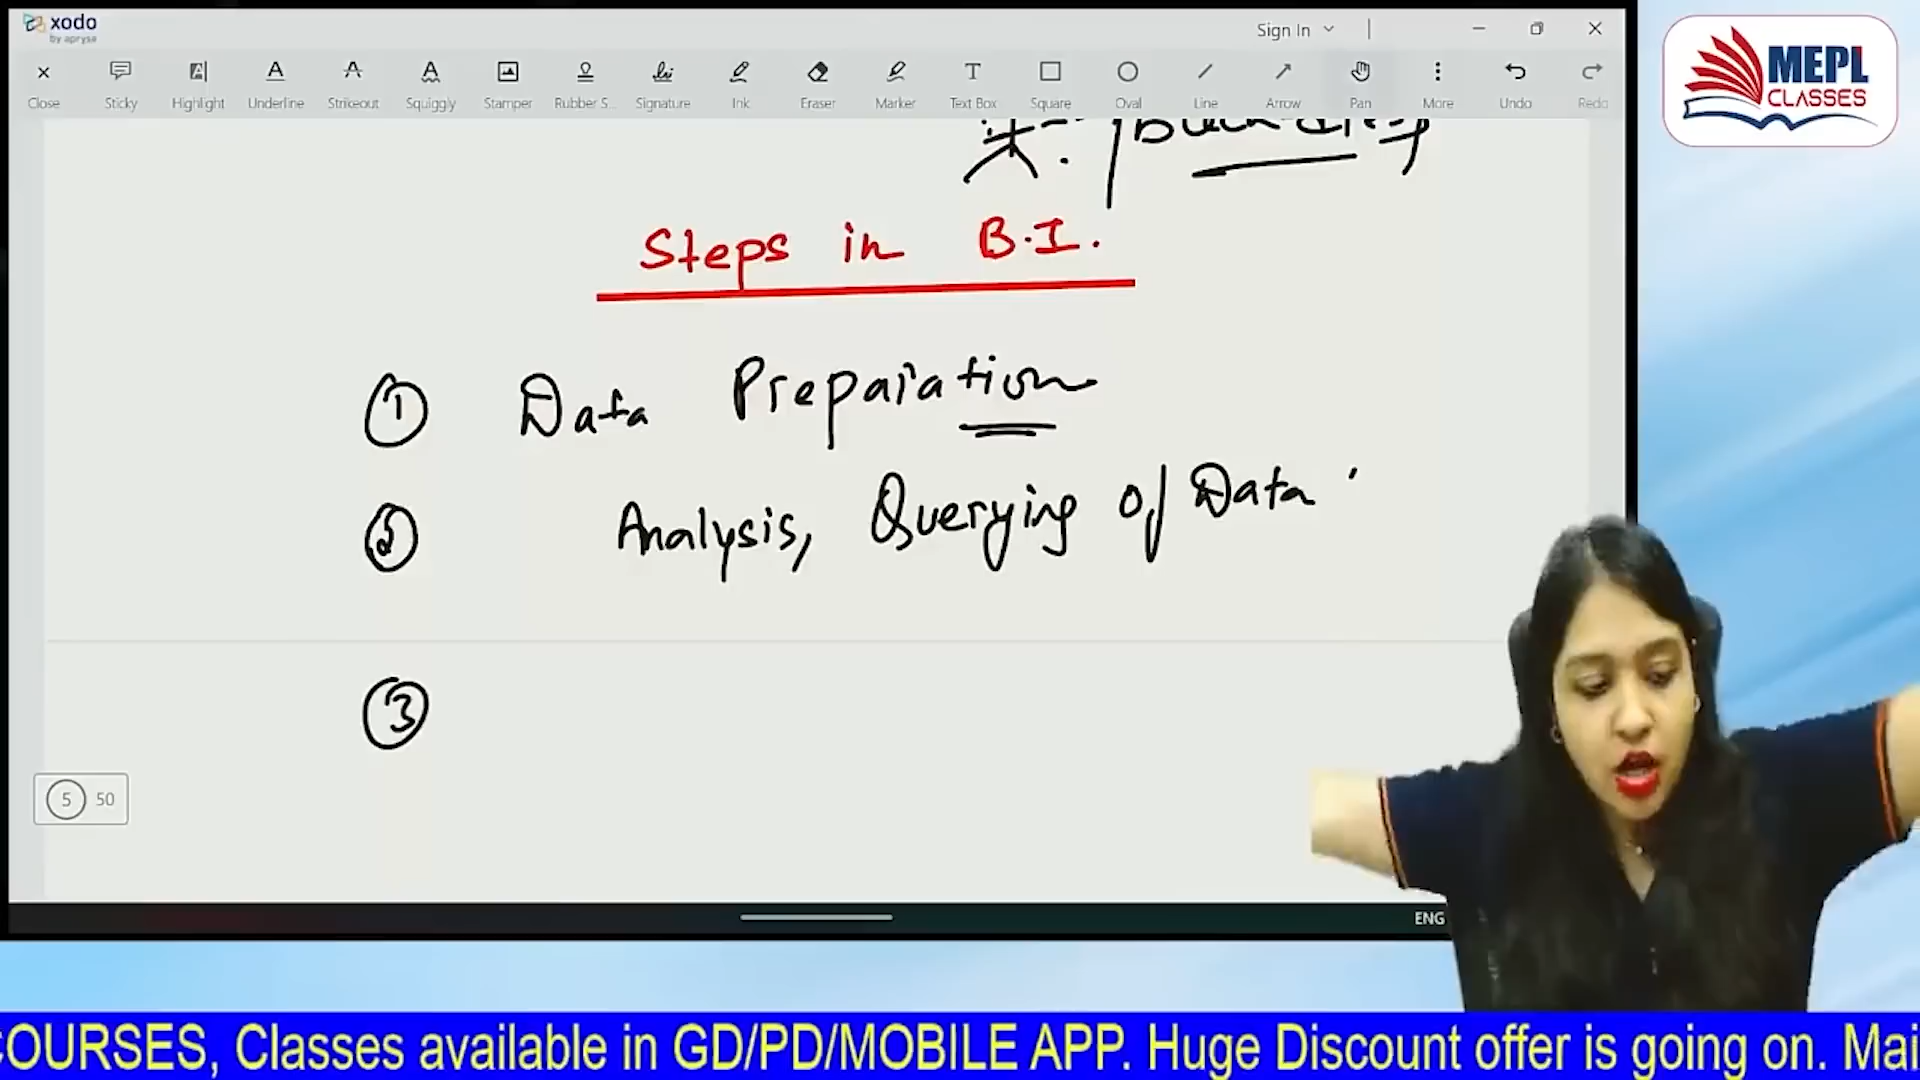 xodo
by apryse
Sign In
Close Sticky Highlight Underline Strikeout Squiggly Stamper Rubber S... Signature Ink Eraser Marker Text Box Square Oval Line Arrow Pan More Undo Redo
MEPL
CLASSES
Steps in B.I.
1 Data Preparation
2 Analysis, Querying of Data
3
5 50
ENG
COURSES, Classes available in GD/PD/MOBILE APP. Huge Discount offer is going on. Mai